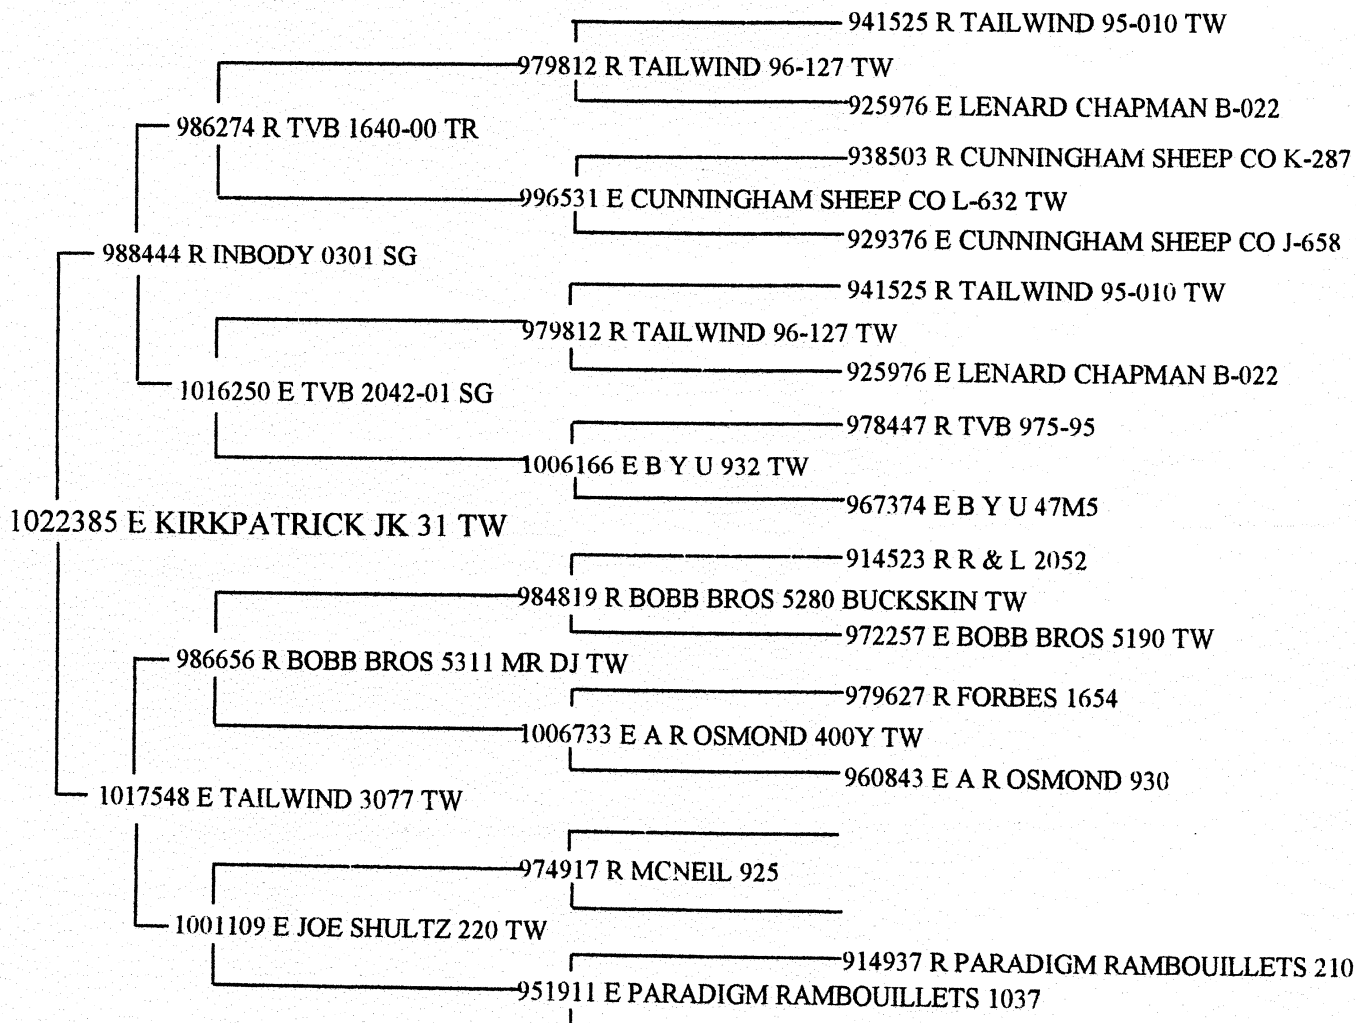 941525 R TAILWIND 95-010 TW
979812 R TAILWIND 96-127 TW
925976 E LENARD CHAPMAN B-022
986274 R TVB 1640-00 TR
938503 R CUNNINGHAM SHEEP CO K-287
996531 E CUNNINGHAM SHEEP CO L-632 TW
929376 E CUNNINGHAM SHEEP CO J-658
988444 R INBODY 0301 SG
941525 R TAILWIND 95-010 TW
979812 R TAILWIND 96-127 TW
925976 E LENARD CHAPMAN B-022
1016250 E TVB 2042-01 SG
978447 R TVB 975-95
1006166 E B Y U 932 TW
967374 E B Y U 47M5
1022385 E KIRKPATRICK JK 31 TW
914523 R R & L 2052
984819 R BOBB BROS 5280 BUCKSKIN TW
972257 E BOBB BROS 5190 TW
986656 R BOBB BROS 5311 MR DJ TW
979627 R FORBES 1654
1006733 E A R OSMOND 400Y TW
960843 E A R OSMOND 930
1017548 E TAILWIND 3077 TW
974917 R MCNEIL 925
1001109 E JOE SHULTZ 220 TW
914937 R PARADIGM RAMBOUILLETS 210
951911 E PARADIGM RAMBOUILLETS 1037